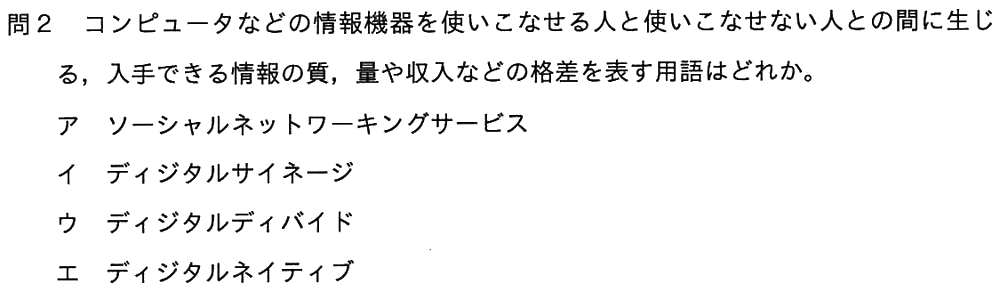 問２　コンピュータなどの情報機器を使いこなせる人と使いこなせない人との間に生じ
る，入手できる情報の質，量や収入などの格差を表す用語はどれか。
ア　ソーシャルネットワーキングサービス
イ　ディジタルサイネージ
ウ　ディジタルディバイド
エ　ディジタルネイティブ